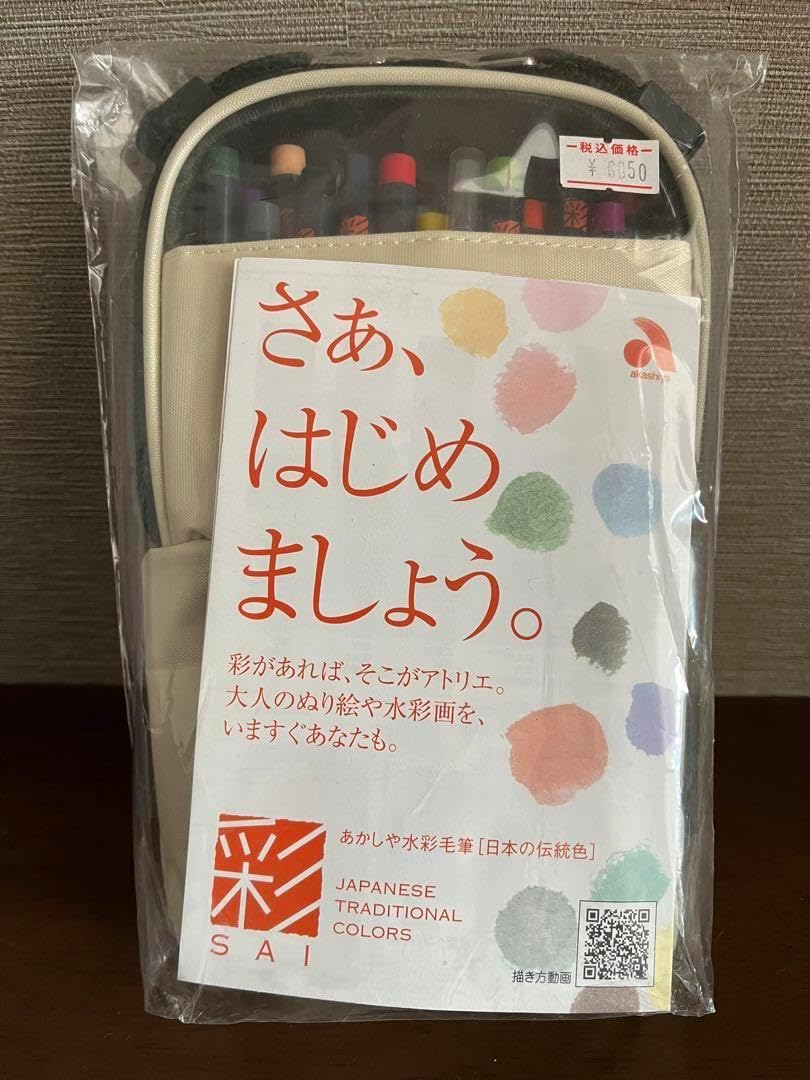 税込価格
¥ 6050
彩
さあ、
akashiya
はじめ
ましょう。
彩があれば、そこがアトリエ。
大人のぬり絵や水彩画を、
いますぐあなたも。
彩
SAI
あかしや水彩毛筆［日本の伝統色］
JAPANESE
TRADITIONAL
COLORS
描き方動画